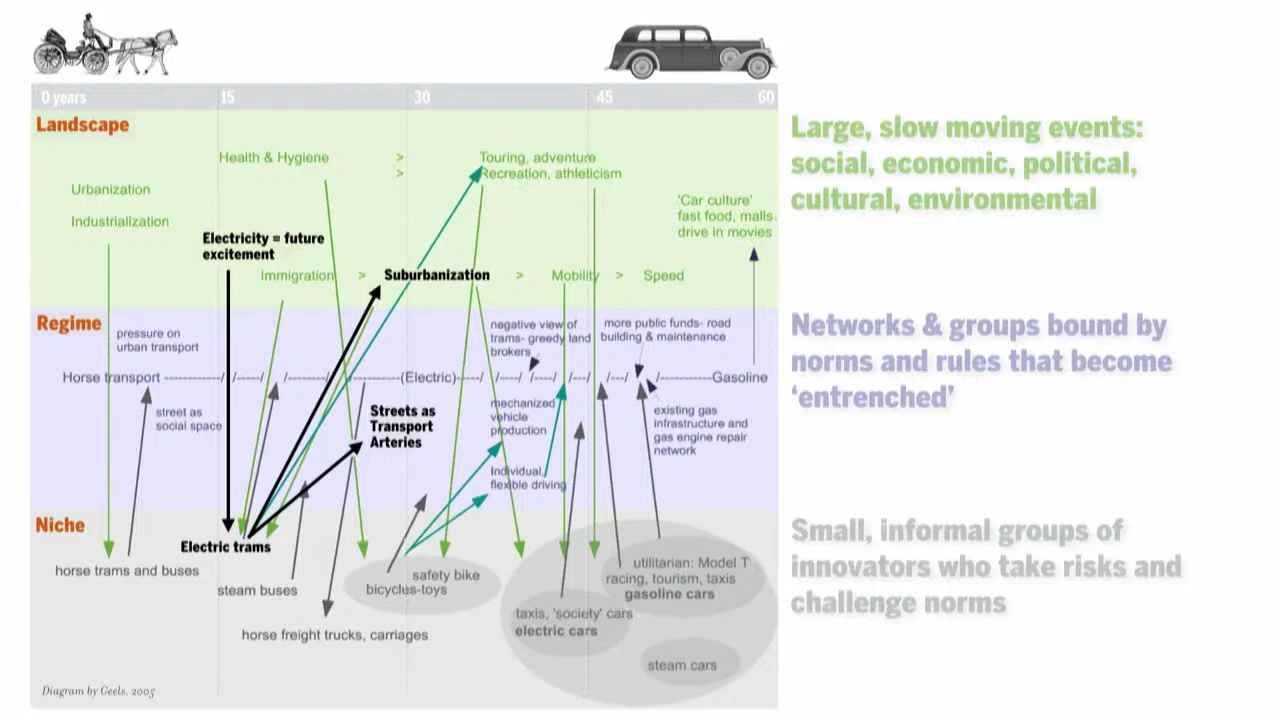 0 years
15
30
45
60
Landscape
Health & Hygiene
>
>
Touring, adventure
Recreation, athleticism
Urbanization
Industrialization
'Car culture'
fast food, malls,
drive in movies
Electricity = future
excitement
Immigration
>
Suburbanization
>
Mobility
>
Speed
Large, slow moving events:
social, economic, political,
cultural, environmental
Regime
pressure on
urban transport
negative view of
trams- greedy land
brokers
more public funds- road
building & maintenance
Horse transport
(Electric)
Gasoline
street as
social space
Streets as
Transport
Arteries
mechanized
vehicle
production
Individual,
flexible driving
existing gas
infrastructure and
gas engine repair
network
Networks & groups bound by
norms and rules that become
‘entrenched’
Niche
Electric trams
horse trams and buses
steam buses
safety bike
bicycles-toys
horse freight trucks, carriages
utilitarian: Model T
racing, tourism, taxis
gasoline cars
taxis, 'society' cars
electric cars
steam cars
Small, informal groups of
innovators who take risks and
challenge norms
Diagram by Geels, 2005